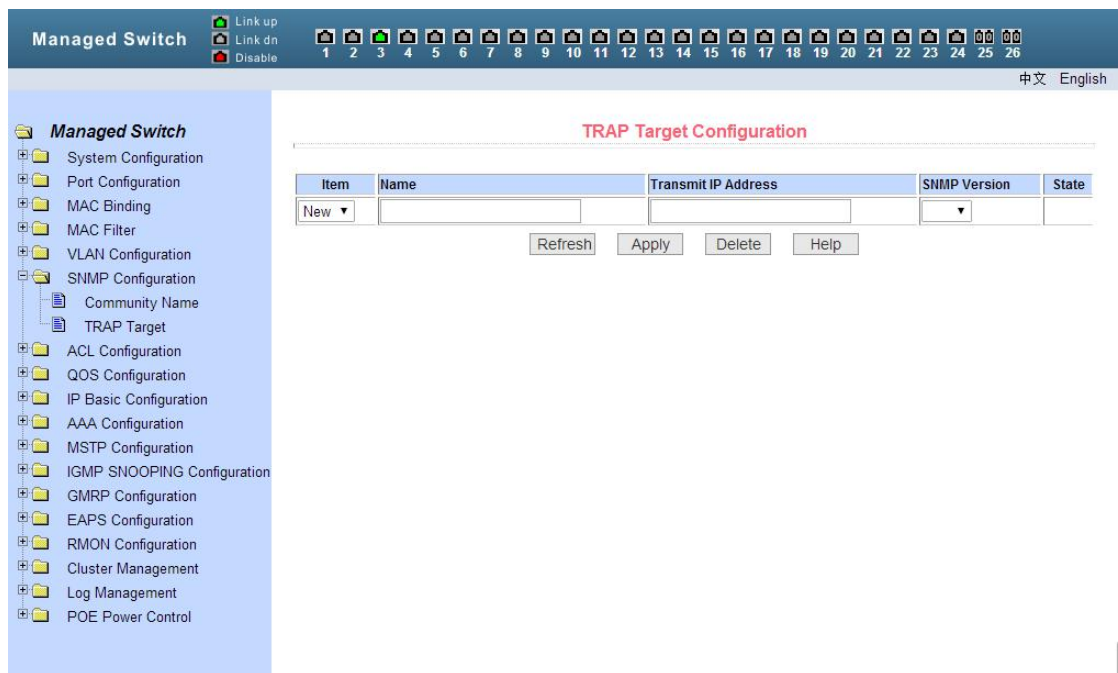 Managed Switch
Link up
Link dn
Disable
1 2 3 4 5 6 7 8 9 10 11 12 13 14 15 16 17 18 19 20 21 22 23 24 25 26
中文 English
Managed Switch
System Configuration
Port Configuration
MAC Binding
MAC Filter
VLAN Configuration
SNMP Configuration
Community Name
TRAP Target
ACL Configuration
QOS Configuration
IP Basic Configuration
AAA Configuration
MSTP Configuration
IGMP SNOOPING Configuration
GMRP Configuration
EAPS Configuration
RMON Configuration
Cluster Management
Log Management
POE Power Control
TRAP Target Configuration
Item Name Transmit IP Address SNMP Version State
New
Refresh Apply Delete Help